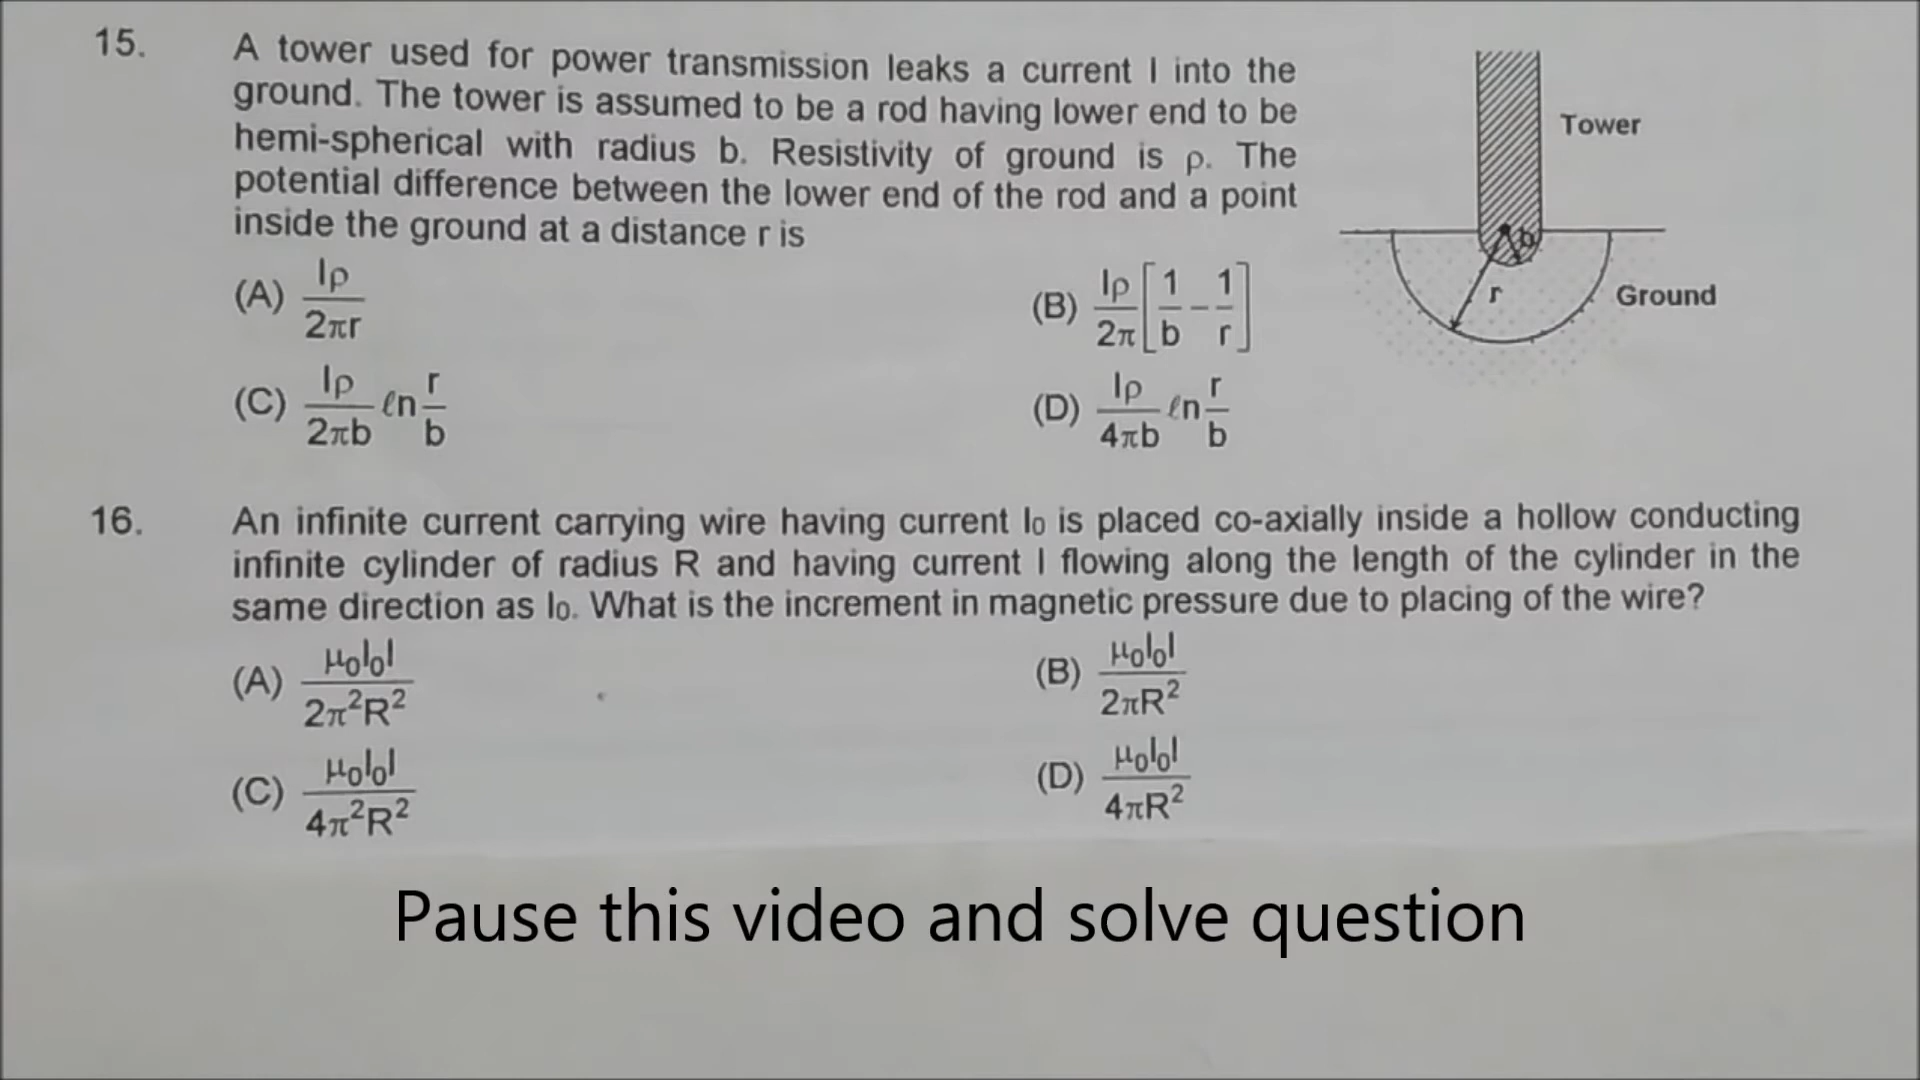 15. A tower used for power transmission leaks a current I into the
ground. The tower is assumed to be a rod having lower end to be
hemi-spherical with radius b. Resistivity of ground is ρ. The
potential difference between the lower end of the rod and a point
inside the ground at a distance r is
(A) Iρ/2πr
(B) Iρ/2π [1/b − 1/r]
(C) Iρ/2πb ℓn r/b
(D) Iρ/4πb ℓn r/b
Tower
b
r
Ground
16. An infinite current carrying wire having current I₀ is placed co-axially inside a hollow conducting
infinite cylinder of radius R and having current I flowing along the length of the cylinder in the
same direction as I₀. What is the increment in magnetic pressure due to placing of the wire?
(A) μ₀I₀I/2π²R²
(B) μ₀I₀I/2πR²
(C) μ₀I₀I/4π²R²
(D) μ₀I₀I/4πR²
Pause this video and solve question